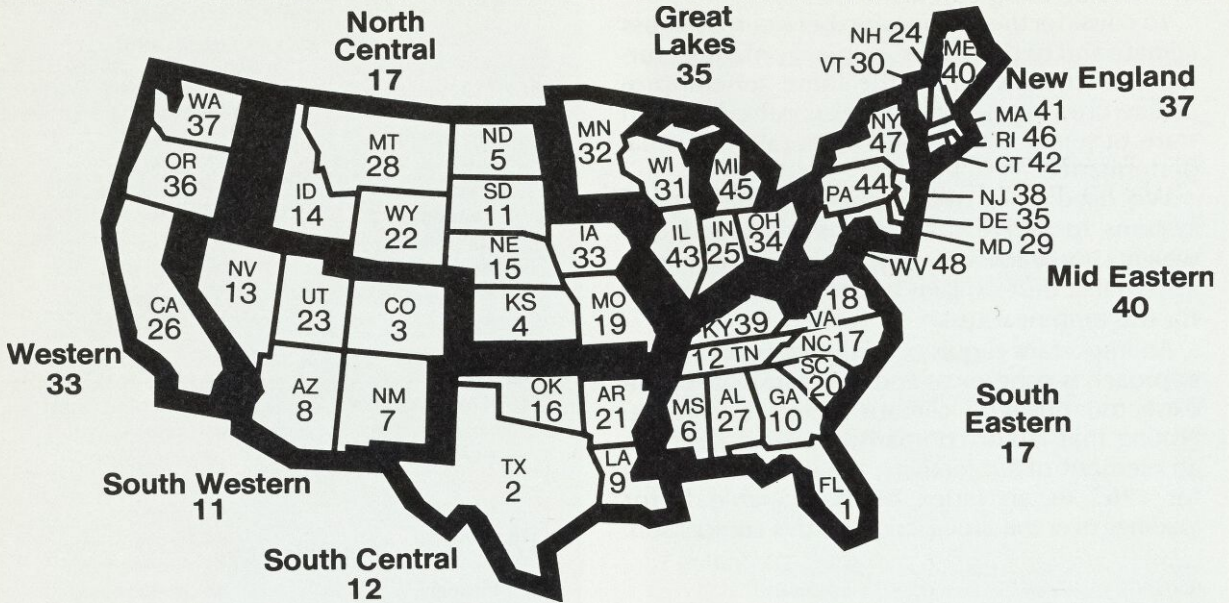 North
Central
17
Great
Lakes
35
NH 24
VT 30
ME
40
New England
37
MA 41
RI 46
CT 42
NY
47
PA 44
NJ 38
DE 35
MD 29
WV 48
Mid Eastern
40
WA
37
OR
36
ID
14
MT
28
WY
22
ND
5
SD
11
NE
15
KS
4
MN
32
WI
31
MI
45
IA
33
MO
19
IL
43
IN
25
OH
34
CA
26
NV
13
UT
23
CO
3
AZ
8
NM
7
Western
33
South Western
11
OK
16
AR
21
TX
2
LA
9
South Central
12
KY 39
12 TN
18
VA
NC 17
SC
20
MS
6
AL
27
GA
10
FL
1
South
Eastern
17